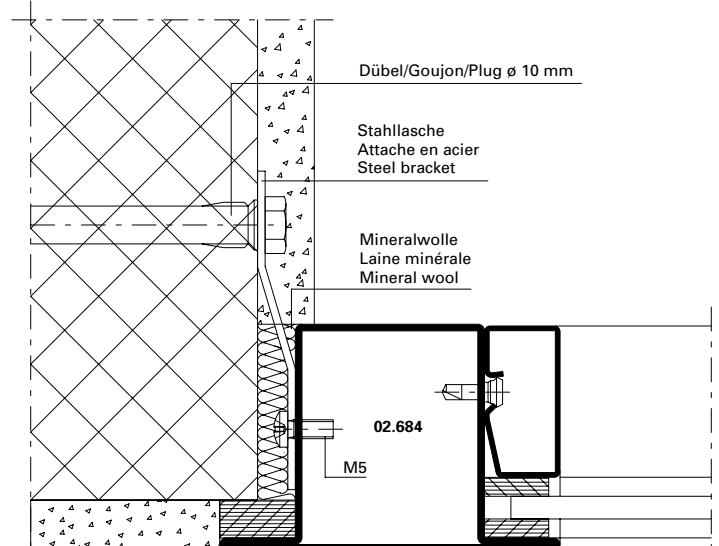 Dübel/Goujon/Plug ø 10 mm
Stahllasche
Attache en acier
Steel bracket
Mineralwolle
Laine minérale
Mineral wool
02.684
M5